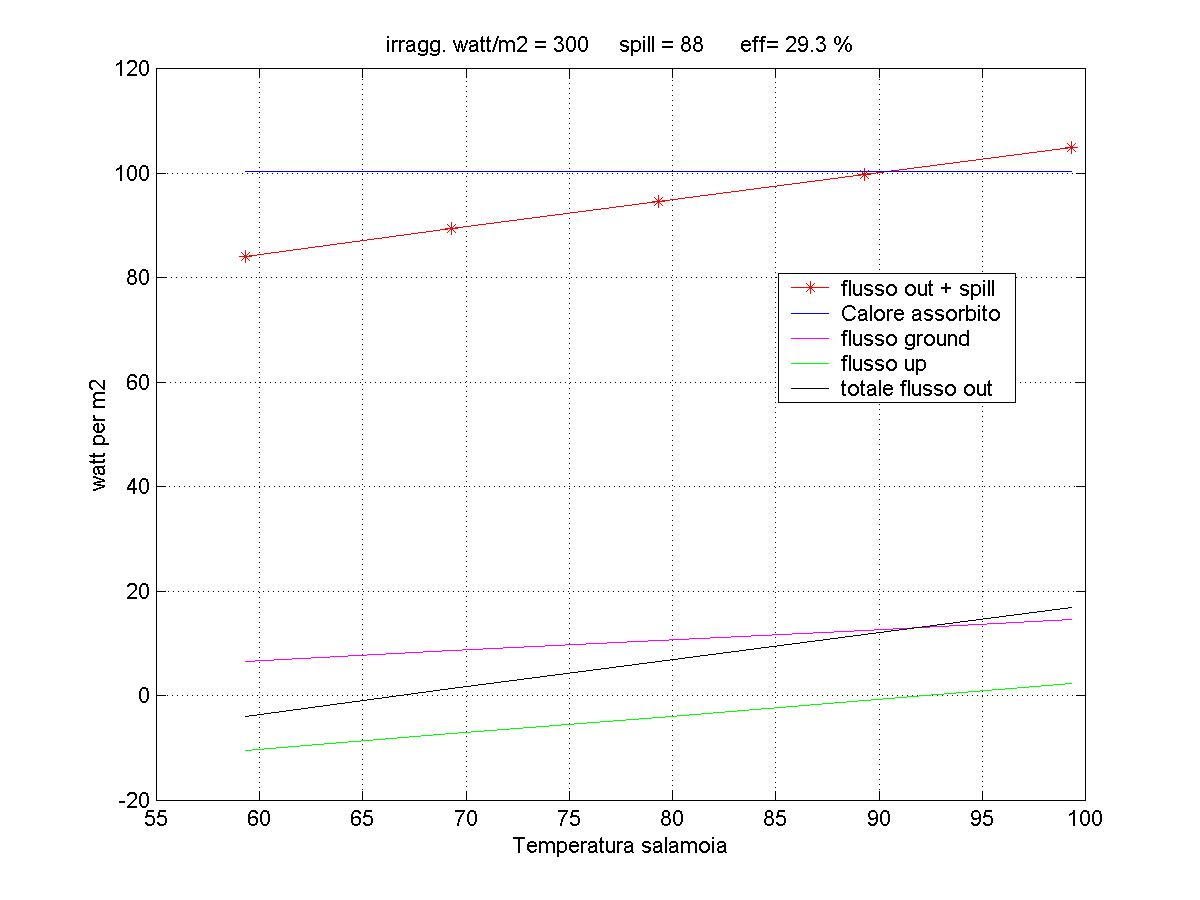 irragg. watt/m2 = 300 spill = 88 eff= 29.3 %
120
100
80
60
40
20
0
-20
watt per m2
flusso out + spill
Calore assorbito
flusso ground
flusso up
totale flusso out
55 60 65 70 75 80 85 90 95 100
Temperatura salamoia